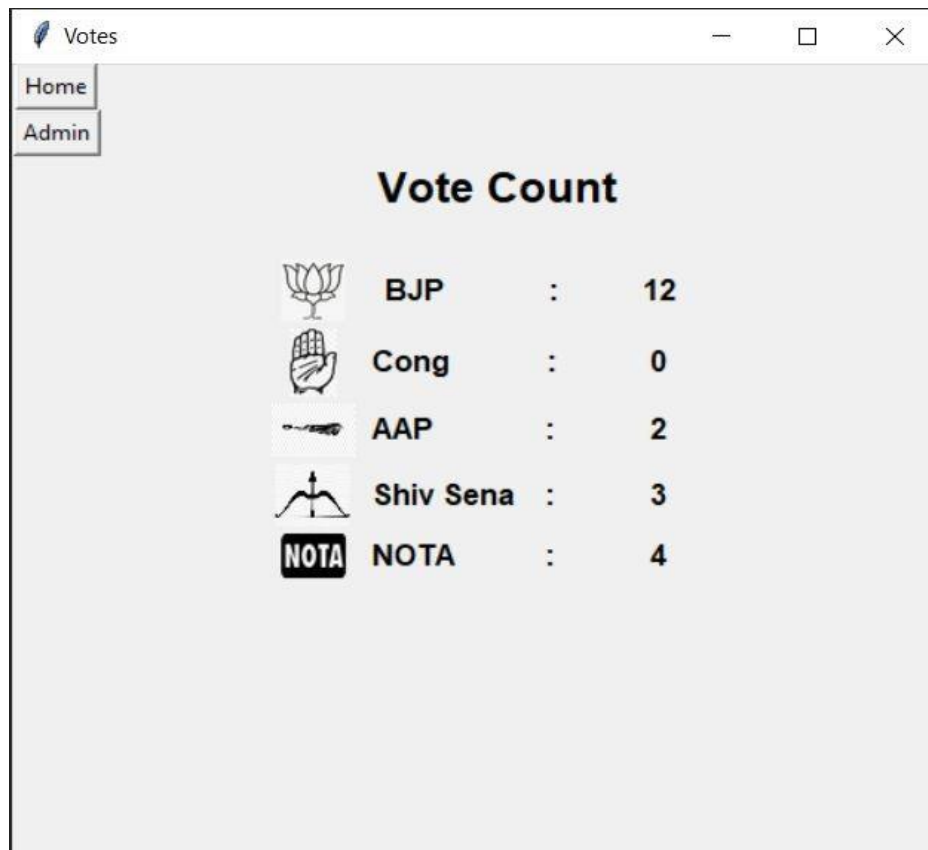 Votes
Home
Admin
Vote Count
BJP : 12
Cong : 0
AAP : 2
Shiv Sena : 3
NOTA NOTA : 4